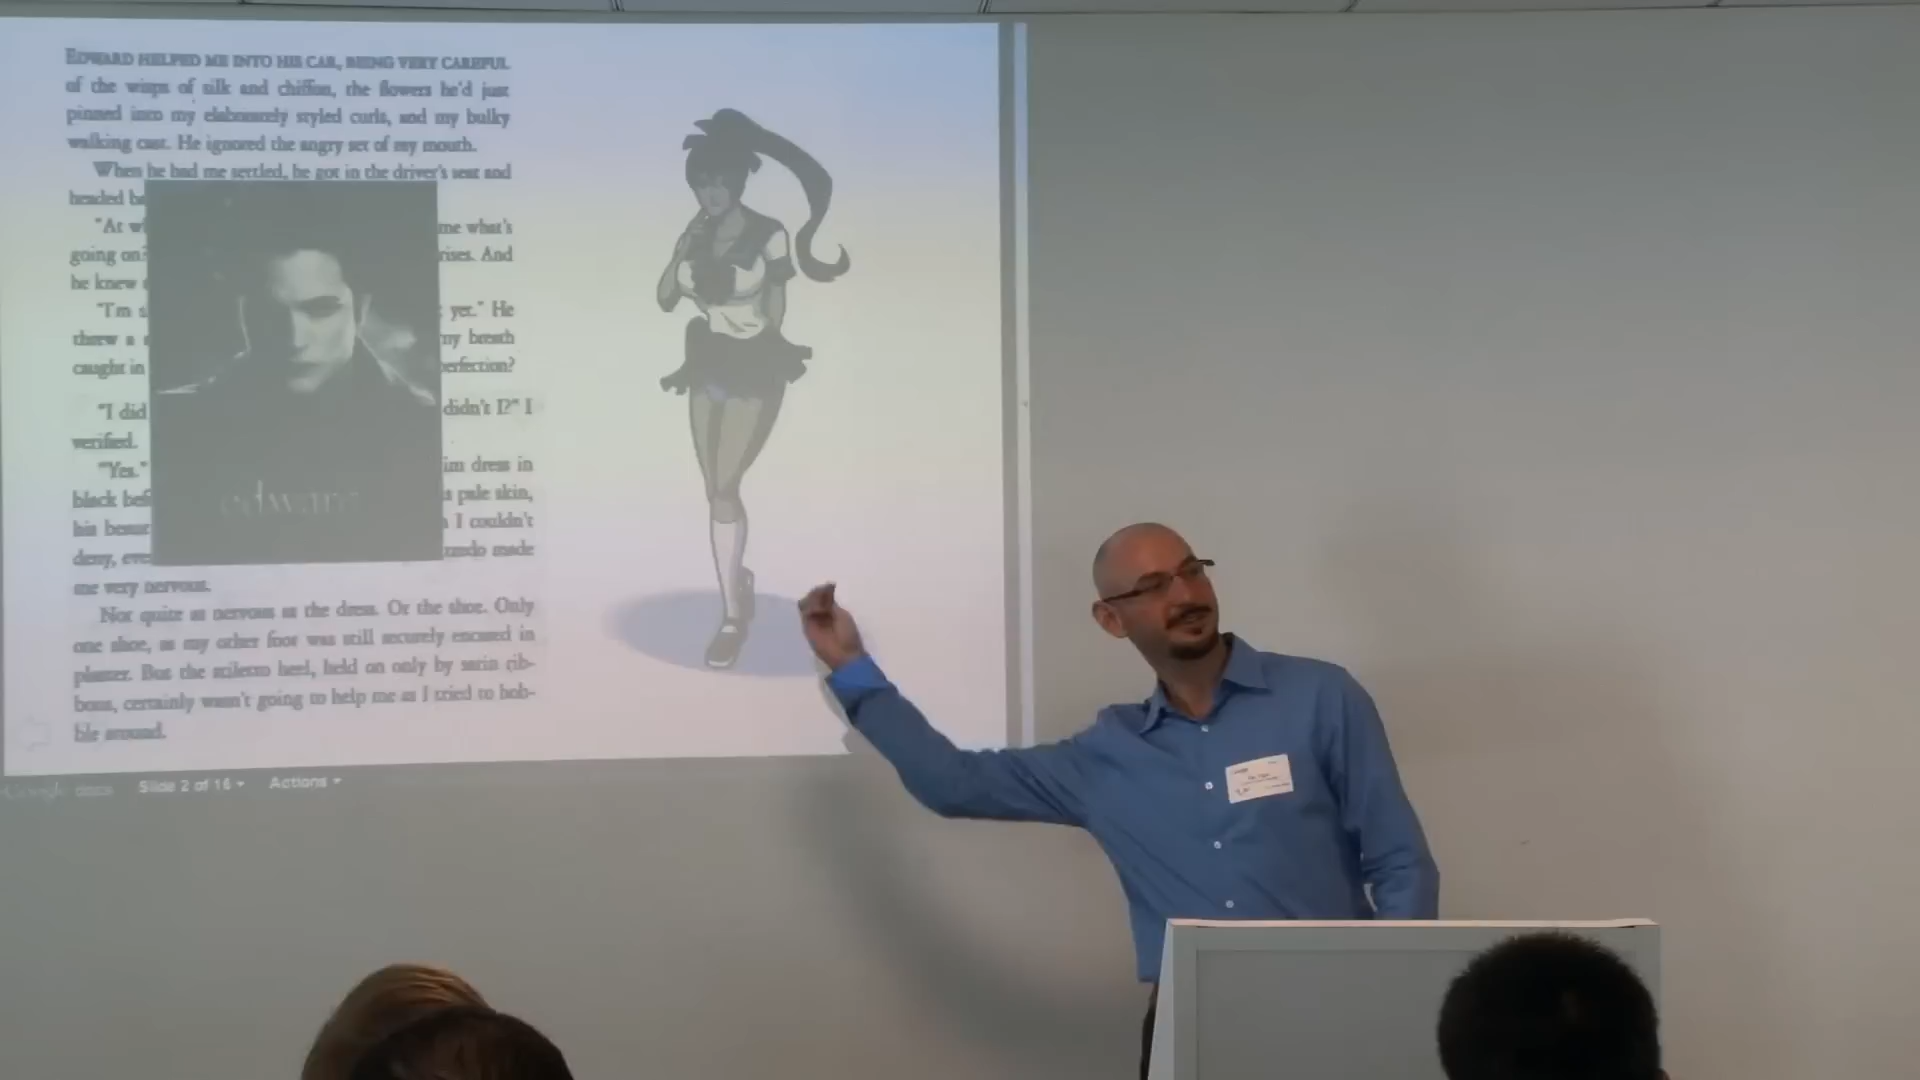 EDWARD HELPED ME INTO HIS CAR, BEING VERY CAREFUL
of the wisps of silk and chiffon, the flowers he'd just
pinned into my elaborately styled curls, and my bulky
walking cast. He ignored the angry set of my mouth.
When he had me settled, he got in the driver's seat and
headed
"At me what's
going on? And
he knew
"I'm yet." He
threw a my breath
caught in perfection?
"I did didn't I?" I
verified.
"Yes." dress in
black pale skin,
his I couldn't
deny, made
me very nervous.
Not quite as nervous as the dress. Or the shoe. Only
one shoe, as my other foot was still securely encased in
plaster. But the stiletto heel, held on only by satin rib-
bons, certainly wasn't going to help me as I tried to hob-
ble around.
edward
Google docs Slide 2 of 16 Actions